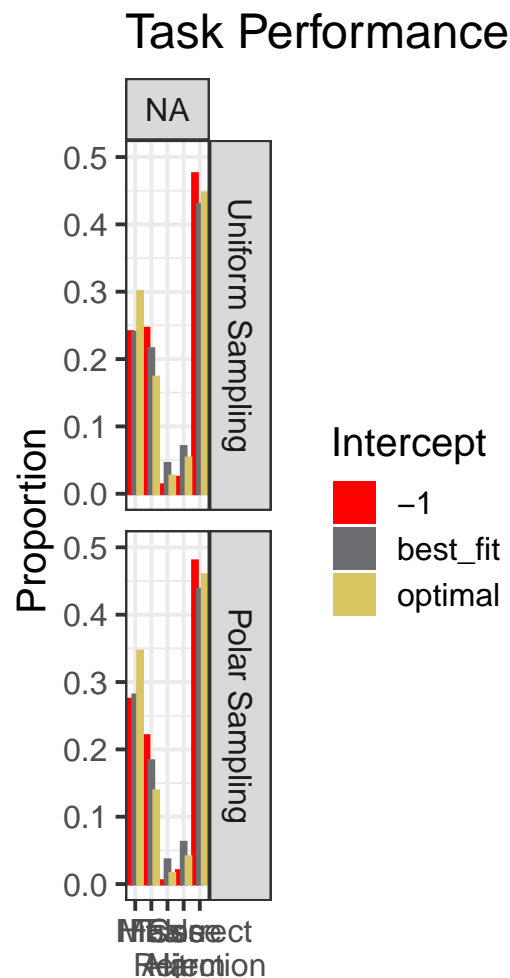 Task Performance
NA
0.5
0.4
0.3
0.2
0.1
0.0
Uniform Sampling
0.5
0.4
0.3
0.2
0.1
0.0
Polar Sampling
Proportion
Intercept
−1
best_fit
optimal